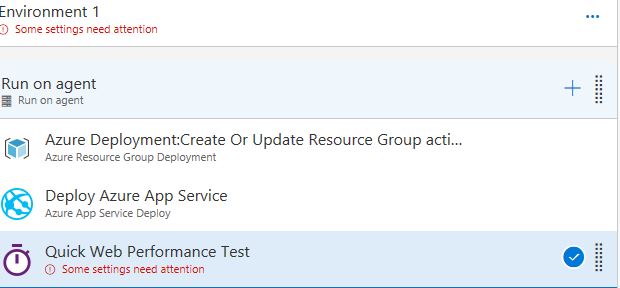 Environment 1
Some settings need attention
Run on agent
Run on agent
Azure Deployment:Create Or Update Resource Group acti...
Azure Resource Group Deployment
Deploy Azure App Service
Azure App Service Deploy
Quick Web Performance Test
Some settings need attention